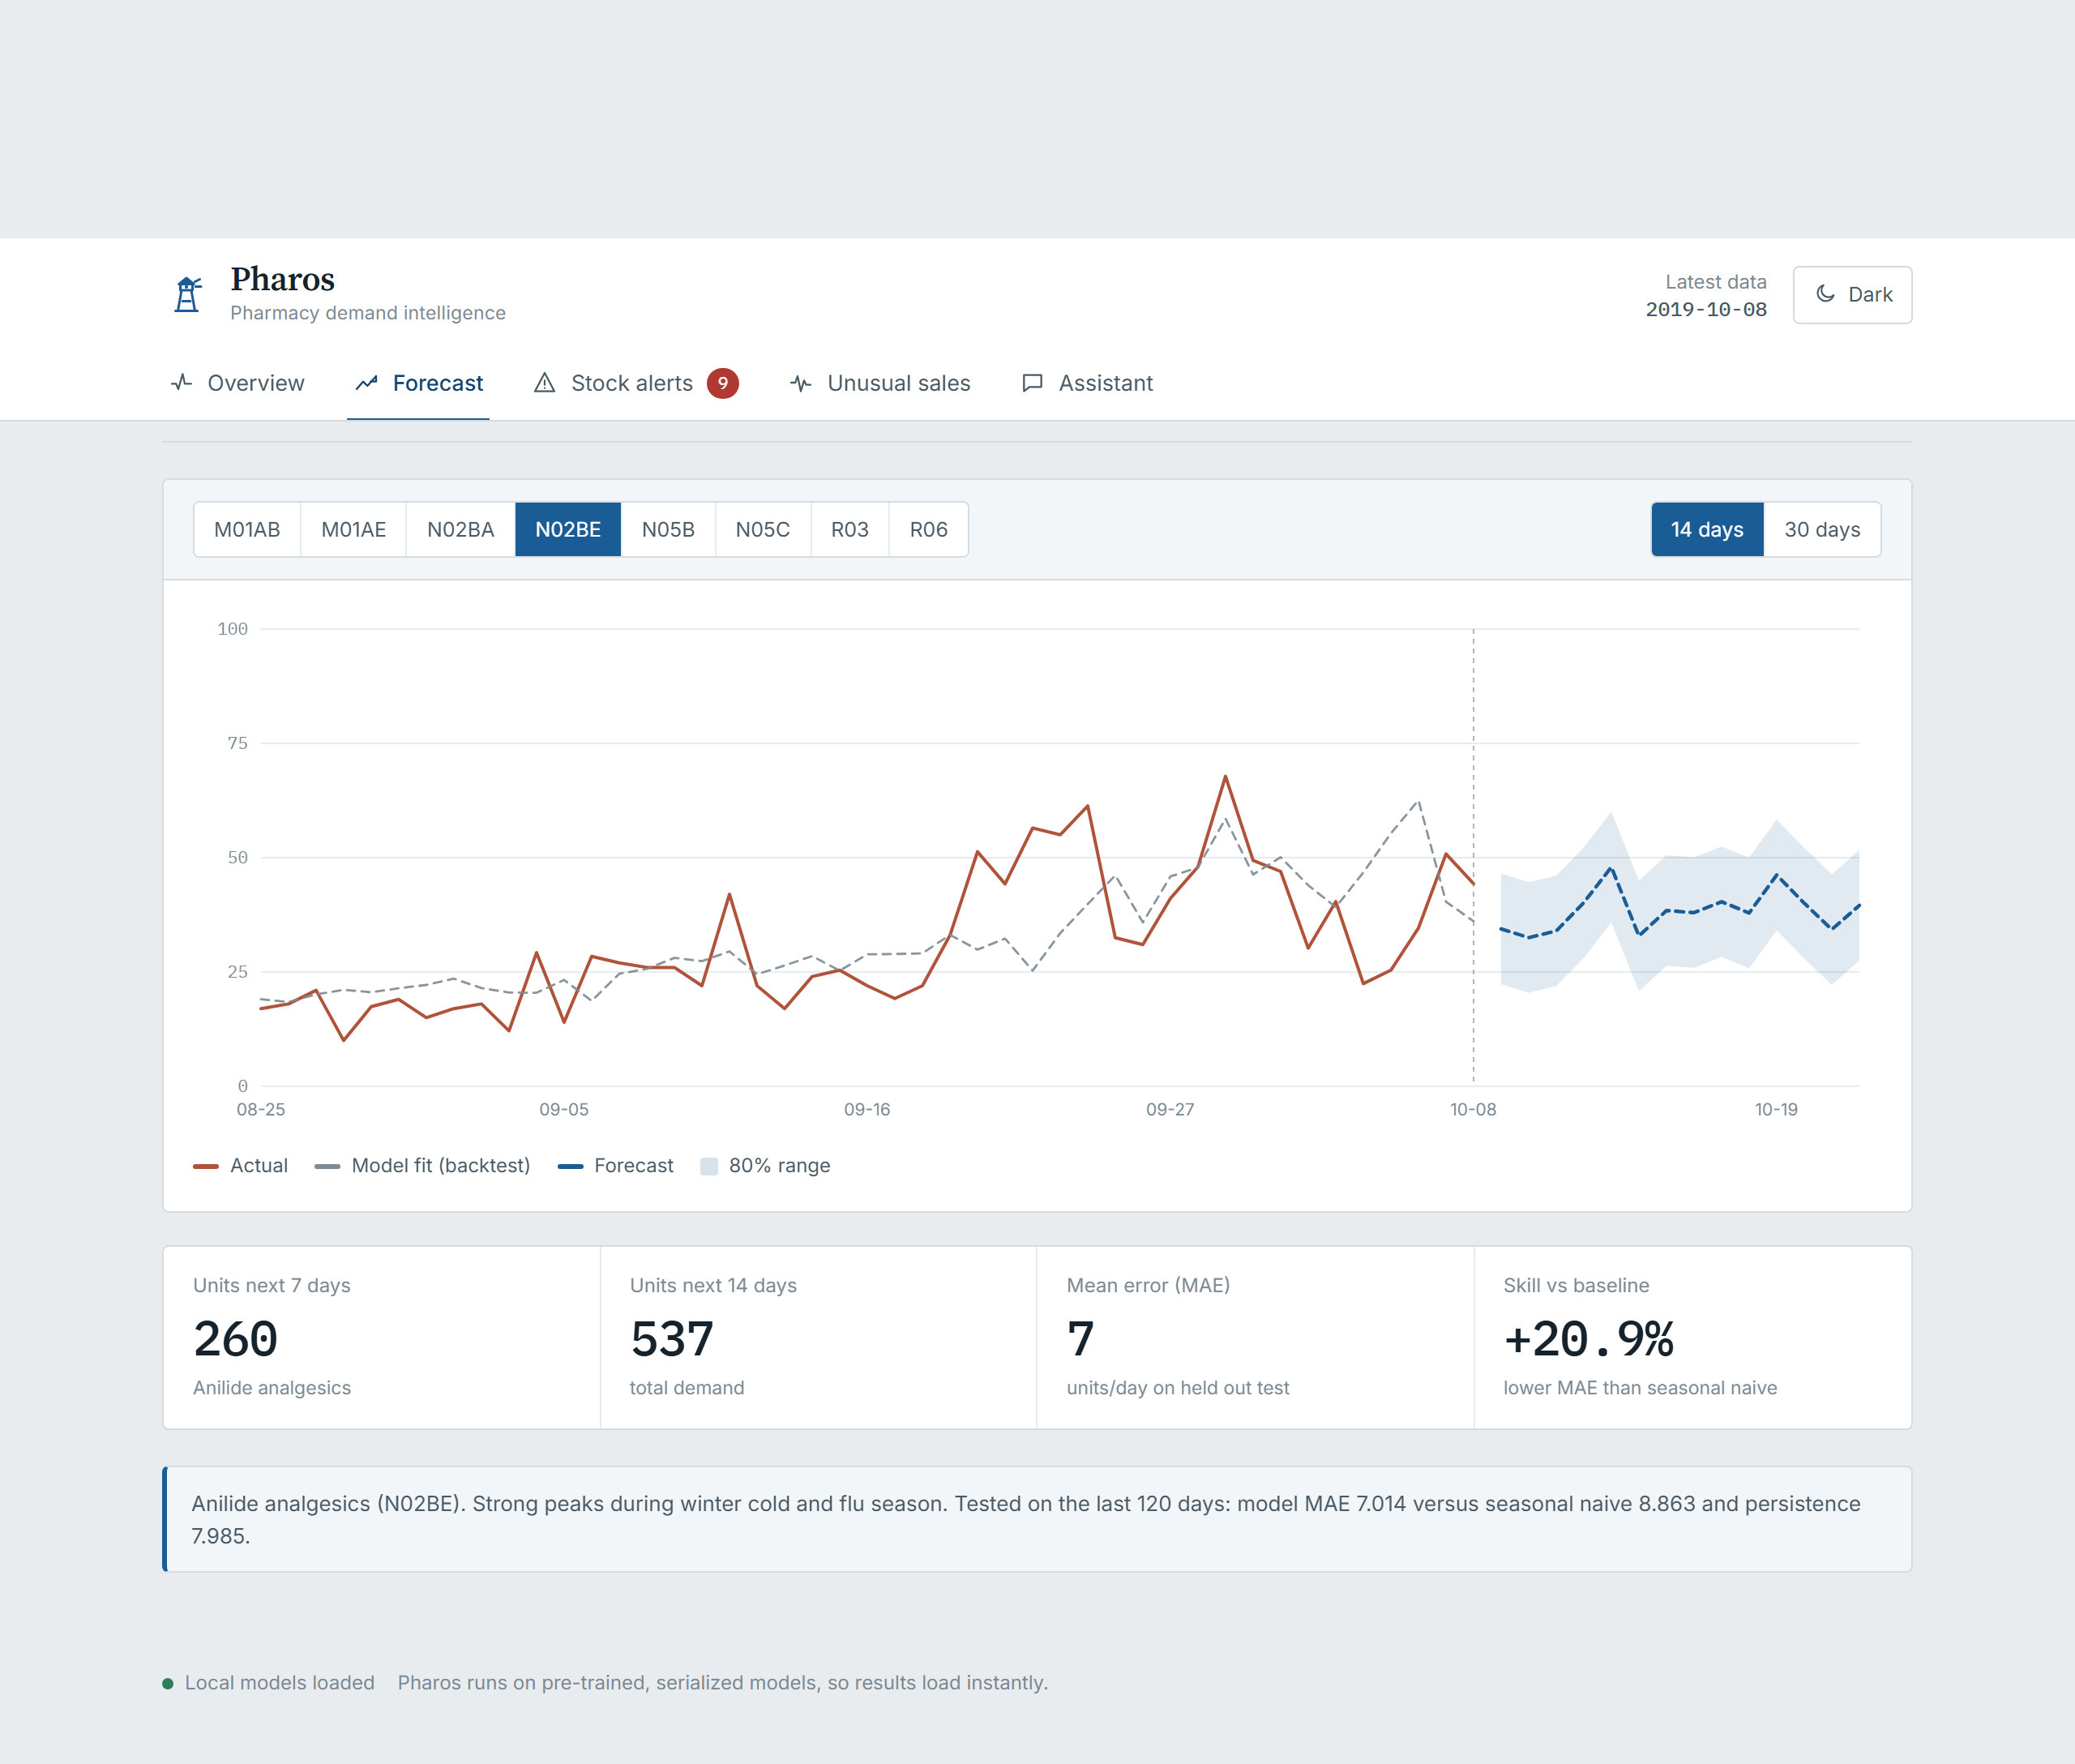 Pharos
Pharmacy demand intelligence
Latest data
2019-10-08
Dark
Overview
Forecast
Stock alerts 9
Unusual sales
Assistant
M01AB
M01AE
N02BA
N02BE
N05B
N05C
R03
R06
14 days
30 days
100
75
50
25
0
08-25
09-05
09-16
09-27
10-08
10-19
Actual
Model fit (backtest)
Forecast
80% range
Units next 7 days
260
Anilide analgesics
Units next 14 days
537
total demand
Mean error (MAE)
7
units/day on held out test
Skill vs baseline
+20.9%
lower MAE than seasonal naive
Anilide analgesics (N02BE). Strong peaks during winter cold and flu season. Tested on the last 120 days: model MAE 7.014 versus seasonal naive 8.863 and persistence
7.985.
Local models loaded
Pharos runs on pre-trained, serialized models, so results load instantly.